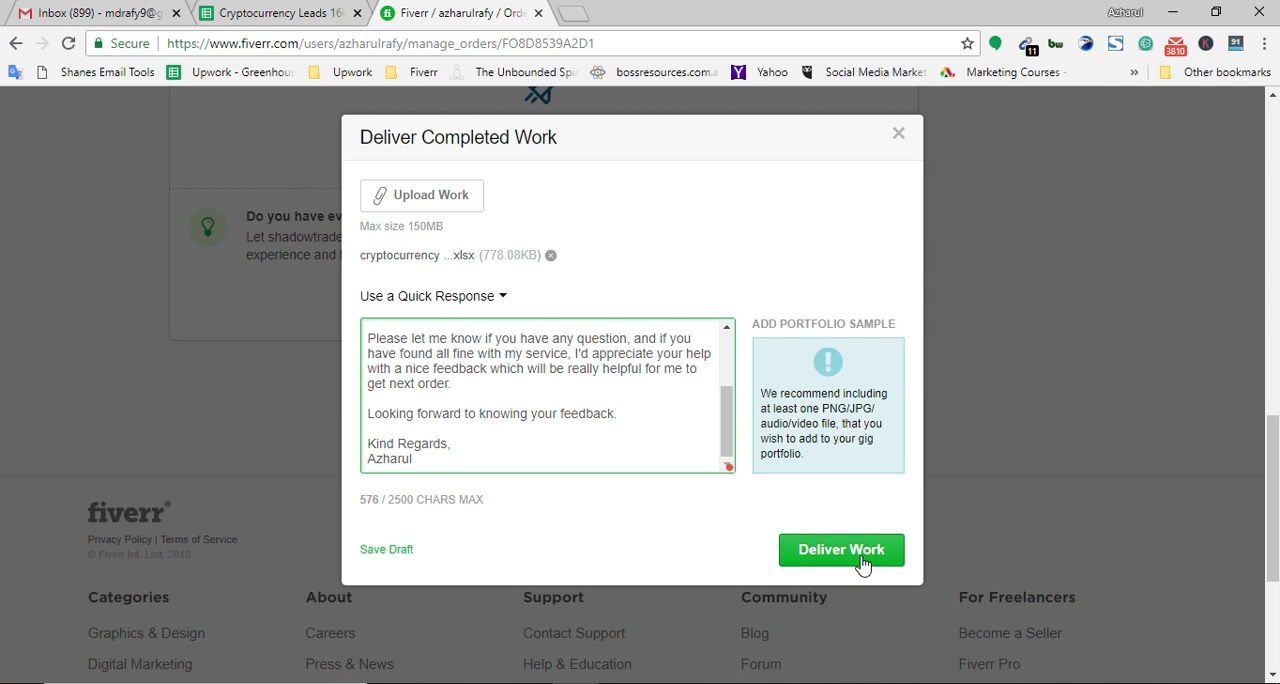 Inbox (899) - mdrafy9@g
Cryptocurrency Leads 16k
Fiverr / azharulrafy / Orde
Azharul
Secure
https://www.fiverr.com/users/azharulrafy/manage_orders/FO8D8539A2D1
11
bw
3810
K
91
Shanes Email Tools
Upwork - greenhous
Upwork
Fiverr
The Unbounded Spi
bossresources.com.a
Yahoo
Social Media Market
Marketing Courses -
»
Other bookmarks
Deliver Completed Work
Upload Work
Max size 150MB
cryptocurrency ...xlsx (778.08KB)
Do you have ev
Let shadowtrade
experience and
Use a Quick Response
Please let me know if you have any question, and if you
have found all fine with my service, I'd appreciate your help
with a nice feedback which will be really helpful for me to
get next order.
Looking forward to knowing your feedback.
Kind Regards,
Azharul
ADD PORTFOLIO SAMPLE
We recommend including
at least one PNG/JPG/
audio/video file, that you
wish to add to your gig
portfolio.
576 / 2500 CHARS MAX
Save Draft
Deliver Work
fiverr®
Privacy Policy | Terms of Service
© Fiverr Int. Lmt. 2018
Categories
About
Support
Community
For Freelancers
Graphics & Design
Careers
Contact Support
Blog
Become a Seller
Digital Marketing
Press & News
Help & Education
Forum
Fiverr Pro